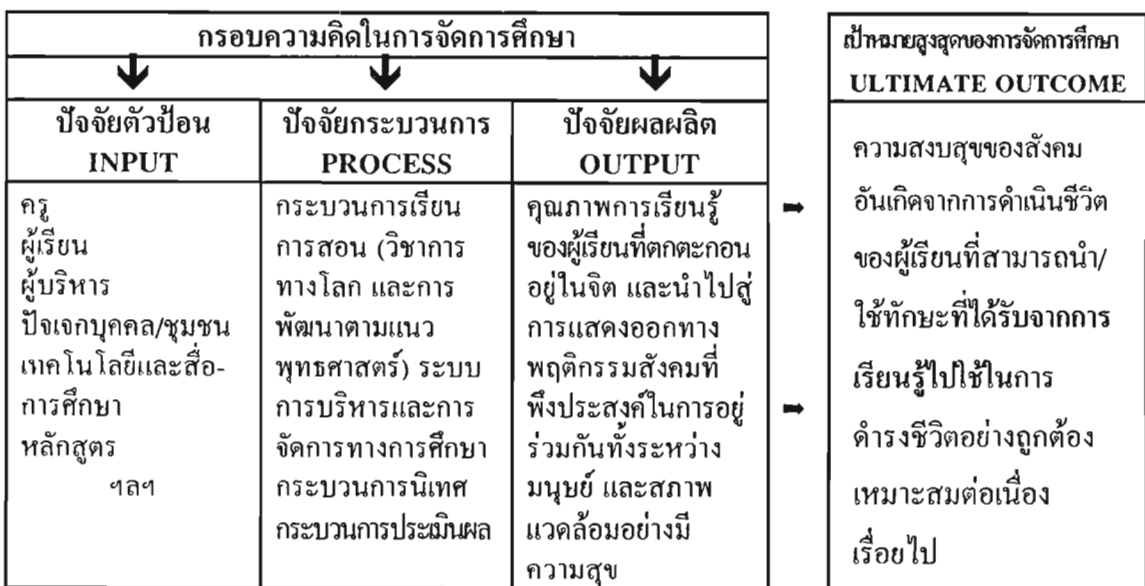 กรอบความคิดในการจัดการศึกษา
ปัจจัยตัวป้อน
INPUT
ครู
ผู้เรียน
ผู้บริหาร
ปัจเจกบุคคล/ชุมชน
เทคโนโลยีและสื่อ-
การศึกษา
หลักสูตร
ฯลฯ
ปัจจัยกระบวนการ
PROCESS
กระบวนการเรียน
การสอน (วิชาการ
ทางโลก และการ
พัฒนาตามแนว
พุทธศาสตร์) ระบบ
การบริหารและการ
จัดการทางการศึกษา
กระบวนการนิเทศ
กระบวนการประเมินผล
ปัจจัยผลผลิต
OUTPUT
คุณภาพการเรียนรู้
ของผู้เรียนที่ตกตะกอน
อยู่ในจิต และนำไปสู่
การแสดงออกทาง
พฤติกรรมสังคมที่
พึงประสงค์ในการอยู่
ร่วมกันทั้งระหว่าง
มนุษย์ และสภาพ
แวดล้อมอย่างมี
ความสุข
เป้าหมายสูงสุดของการจัดการศึกษา
ULTIMATE OUTCOME
ความสงบสุขของสังคม
อันเกิดจากการดำเนินชีวิต
ของผู้เรียนที่สามารถนำ/
ใช้ทักษะที่ได้รับจากการ
เรียนรู้ไปใช้ในการ
ดำรงชีวิตอย่างถูกต้อง
เหมาะสมต่อเนื่อง
เรื่อยไป